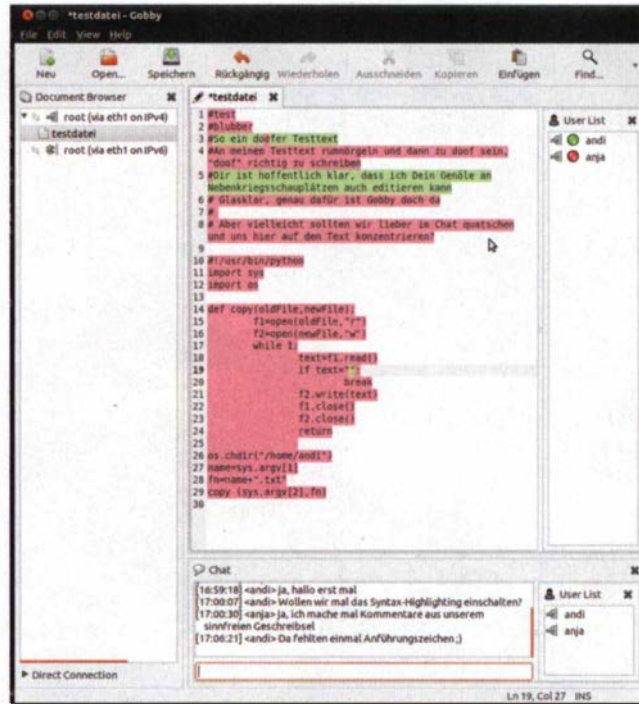 *testdatei - Gobby
File Edit View Help
Neu Open... Speichern Rückgängig Wiederholen Ausschneiden Kopieren Einfügen Find...
Document Browser
root (via eth1 on IPv4)
testdatei
root (via eth1 on IPv6)
Direct Connection
*testdatei
1 #test
2 #blubber
3 #So ein doofer Testtext
4 #An meinem Testtext rumnörgeln und dann zu doof sein,
"doof" richtig zu schreiben
5 #Dir ist hoffentlich klar, dass ich Dein Genöle an
Nebenkriegsschauplätzen auch editieren kann
6 # Glasklar, genau dafür ist Gobby doch da
7 #
8 # Aber vielleicht sollten wir lieber im Chat quatschen
und uns hier auf den Text konzentrieren?
9
10 #!/usr/bin/python
11 import sys
12 import os
13
14 def copy(oldFile,newFile):
15 f1=open(oldFile,"r")
16 f2=open(newFile,"w")
17 while 1:
18 text=f1.read()
19 if text="":
20 break
21 f2.write(text)
22 f1.close()
23 f2.close()
24 return
25
26 os.chdir("/home/andi")
27 name=sys.argv[1]
28 fn=name+".txt"
29 copy (sys.argv[2],fn)
30
User List
andi
anja
Chat
[16:59:18] <andi> ja, hallo erst mal
[17:00:07] <andi> Wollen wir mal das Syntax-Highlighting einschalten?
[17:00:30] <anja> Ja, ich mache mal Kommentare aus unserem
sinnfreien Geschreibsel
[17:06:21] <andi> Da fehlten einmal Anführungszeichen ;)
User List
andi
anja
Ln 19, Col 27 INS